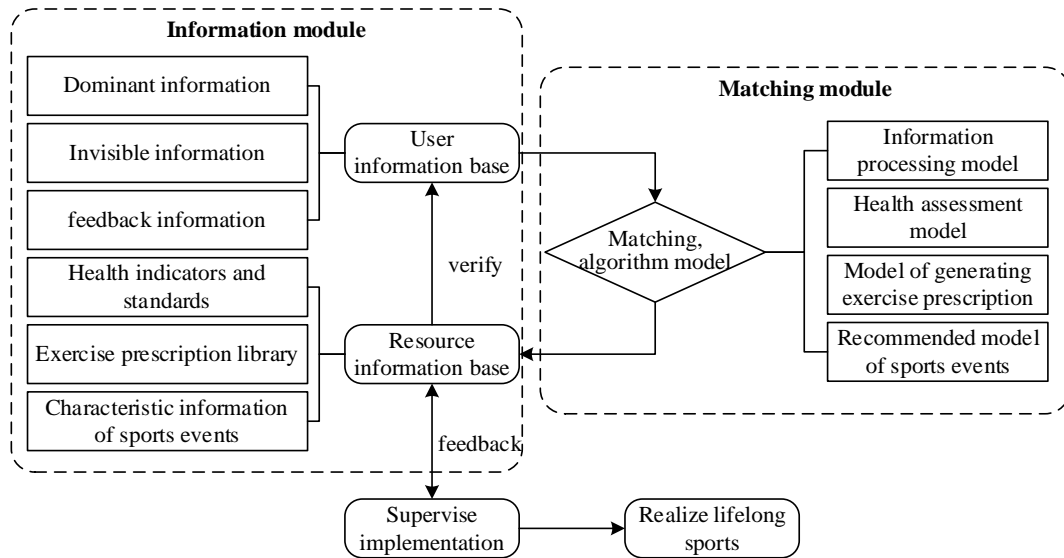 Information module
Dominant information
Invisible information
feedback information
Health indicators and
standards
Exercise prescription library
Characteristic information
of sports events
User
information base
verify
Resource
information base
feedback
Matching module
Matching,
algorithm model
Information
processing model
Health assessment
model
Model of generating
exercise prescription
Recommended model
of sports events
Supervise
implementation
Realize lifelong
sports